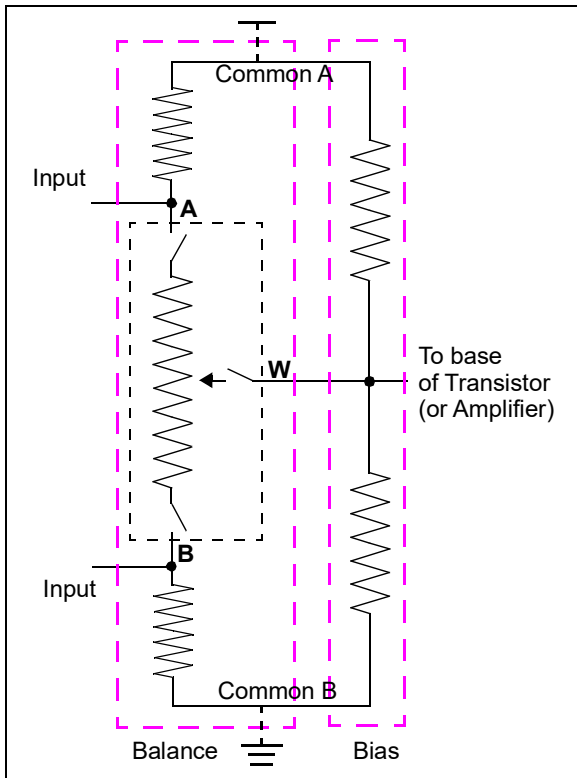 Common A
Input
A
W
To base
of Transistor
(or Amplifier)
B
Input
Common B
Balance
Bias